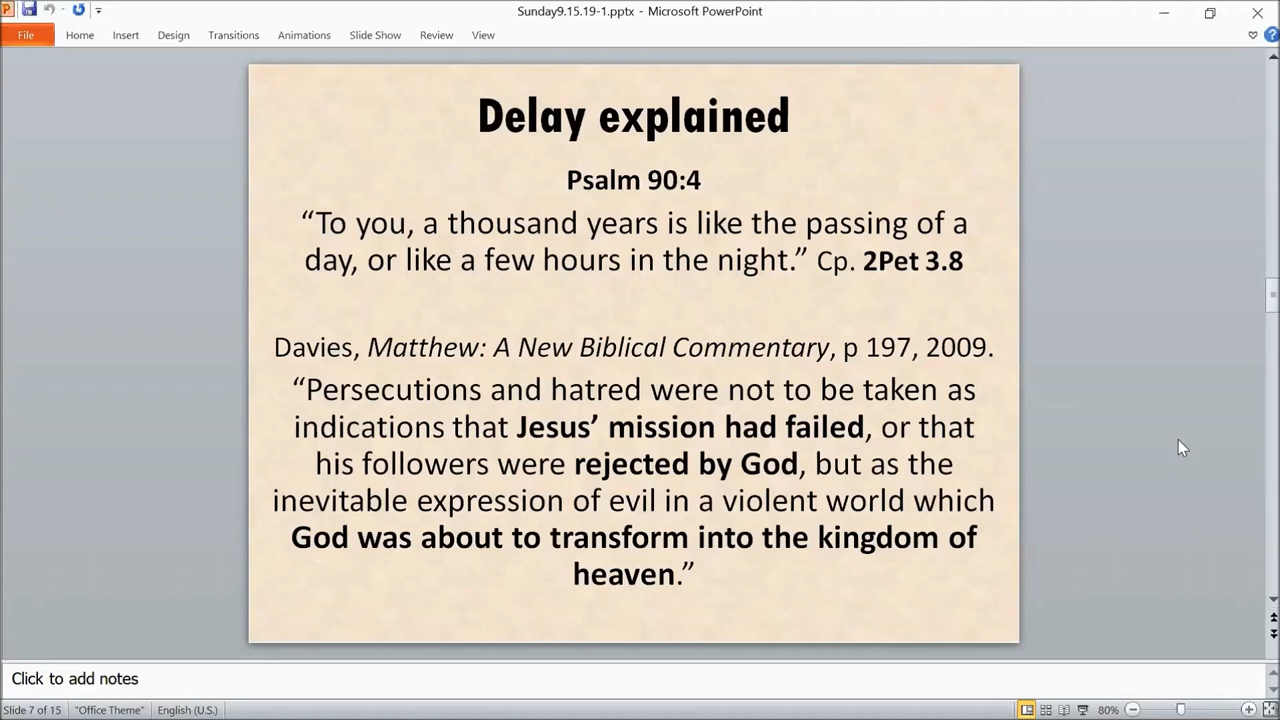 Sunday9.15.19-1.pptx - Microsoft PowerPoint
File Home Insert Design Transitions Animations Slide Show Review View
Delay explained
Psalm 90:4
“To you, a thousand years is like the passing of a
day, or like a few hours in the night.” Cp. 2Pet 3.8
Davies, Matthew: A New Biblical Commentary, p 197, 2009.
“Persecutions and hatred were not to be taken as
indications that Jesus’ mission had failed, or that
his followers were rejected by God, but as the
inevitable expression of evil in a violent world which
God was about to transform into the kingdom of
heaven.”
Click to add notes
Slide 7 of 15 "Office Theme" English (U.S.) 80%